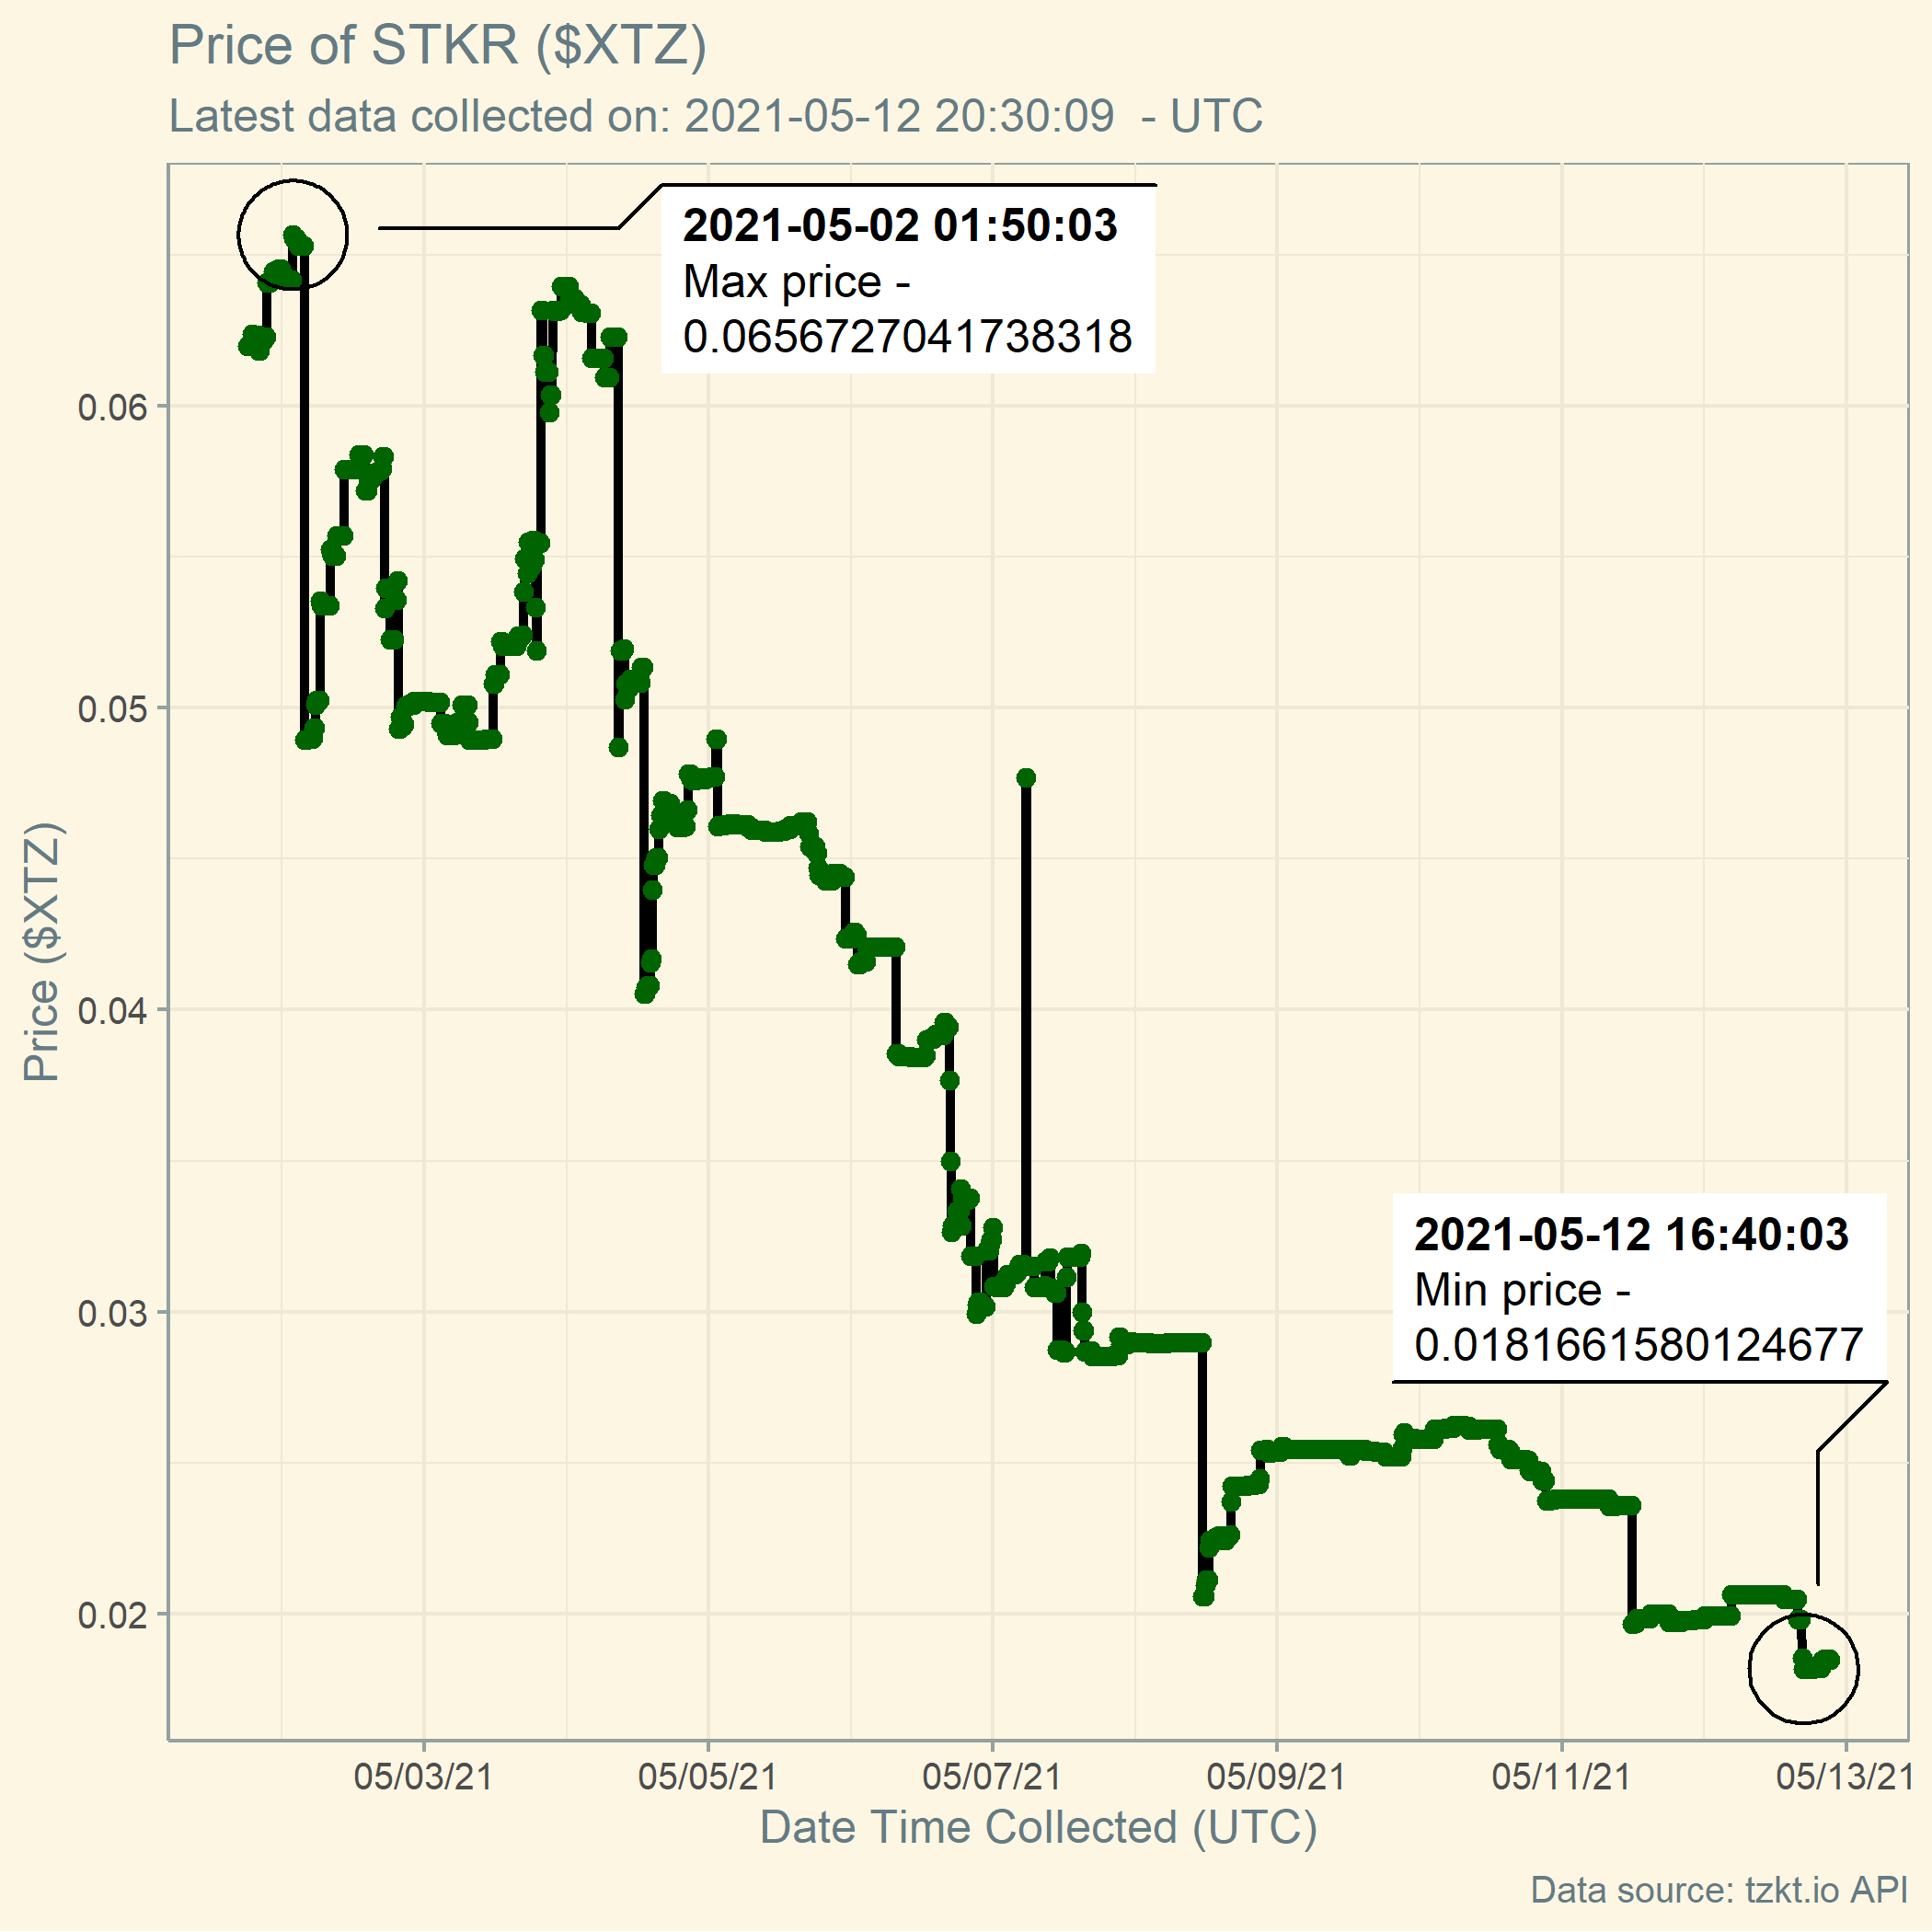 Price of STKR ($XTZ)
Latest data collected on: 2021-05-12 20:30:09  - UTC
2021-05-02 01:50:03
Max price -
0.0656727041738318
0.06
0.05
0.04
0.03
0.02
Price ($XTZ)
2021-05-12 16:40:03
Min price -
0.0181661580124677
05/03/21
05/05/21
05/07/21
05/09/21
05/11/21
05/13/21
Date Time Collected (UTC)
Data source: tzkt.io API